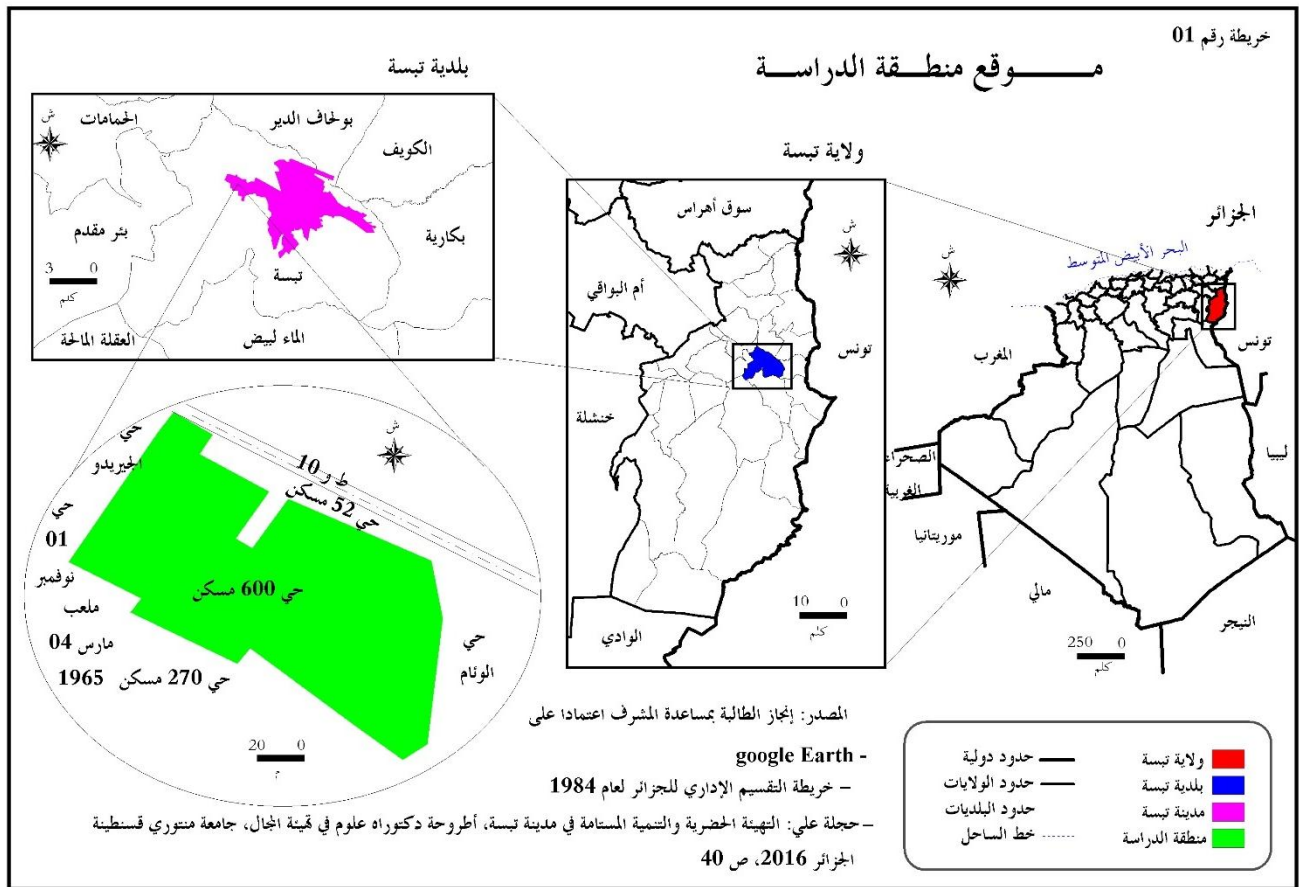 خريطة رقم 01
مـــــــوقع منطقــة الدراســـة
بلدية تبسة
ش
الحمامات
بولحاف الدير
الكويف
بئر مقدم
بكارية
تبسة
3 0
كلم
العقلة المالحة
الماء لبيض
ولاية تبسة
سوق أهراس
ش
أم البواقي
تونس
خنشلة
10 0
كلم
الوادي
الجزائر
البحر الأبيض المتوسط
ش
المغرب
تونس
ليبيا
الصحراء
الغربية
موريتانيا
مالي
النيجر
250 0
كلم
ش
حي
الجيريدو
ط و 10
حي 52 مسكن
حي
01
نوفمبر
حي 600 مسكن
ملعب
04 مارس
1965
حي 270 مسكن
حي
الوئام
20 0
م
المصدر: إنجاز الطالبة بمساعدة المشرف اعتمادا على
- google Earth
– خريطة التقسيم الإداري للجزائر لعام 1984
– حجلة علي: التهيئة الحضرية والتنمية المستامة في مدينة تبسة، أطروحة دكتوراه علوم في تهيئة المجال، جامعة منتوري قسنطينة
الجزائر 2016، ص 40
ولاية تبسة
حدود دولية
بلدية تبسة
حدود الولايات
مدينة تبسة
حدود البلديات
منطقة الدراسة
خط الساحل